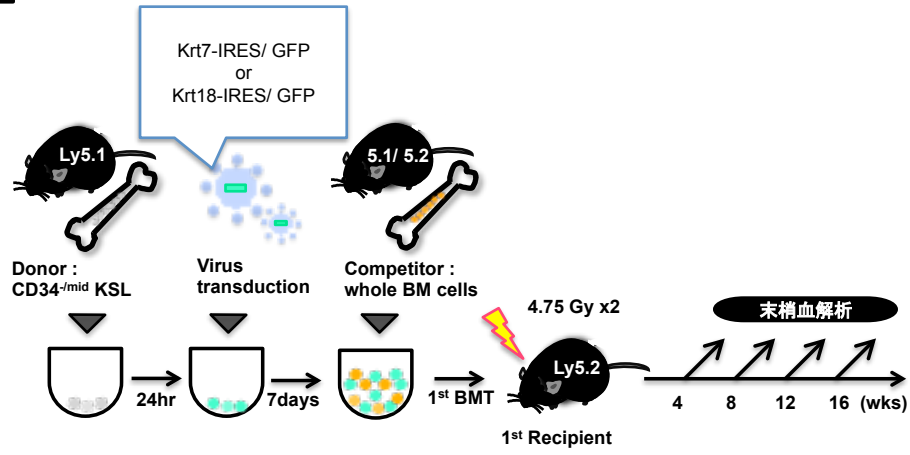 Krt7-IRES/ GFP
or
Krt18-IRES/ GFP
Ly5.1
5.1/ 5.2
Donor :
CD34-/mid KSL
Virus
transduction
Competitor :
whole BM cells
4.75 Gy x2
末梢血解析
Ly5.2
24hr
7days
1st BMT
4 8 12 16 (wks)
1st Recipient